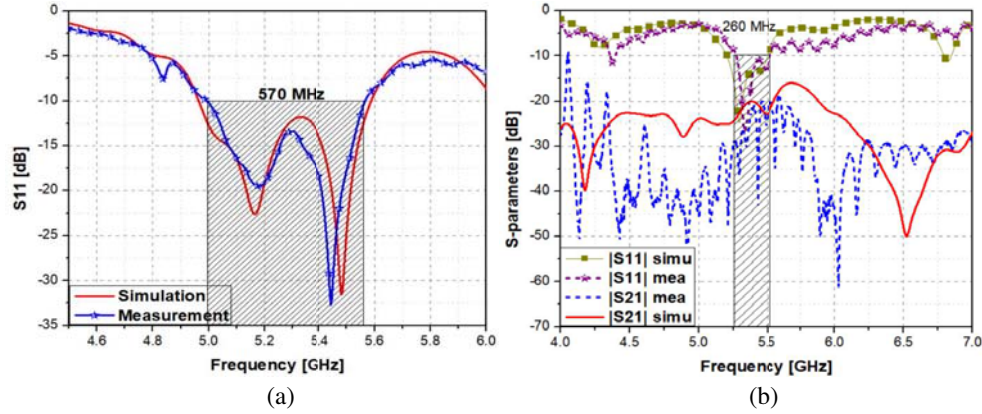 0
-5
-10
-15
-20
-25
-30
-35
S11 [dB]
570 MHz
Simulation
Measurement
4.6 4.8 5.0 5.2 5.4 5.6 5.8 6.0
Frequency [GHz]
(a)
0
-10
-20
-30
-40
-50
-60
-70
S-parameters [dB]
260 MHz
|S11| simu
|S11| mea
|S21| mea
|S21| simu
4.0 4.5 5.0 5.5 6.0 6.5 7.0
Frequency [GHz]
(b)